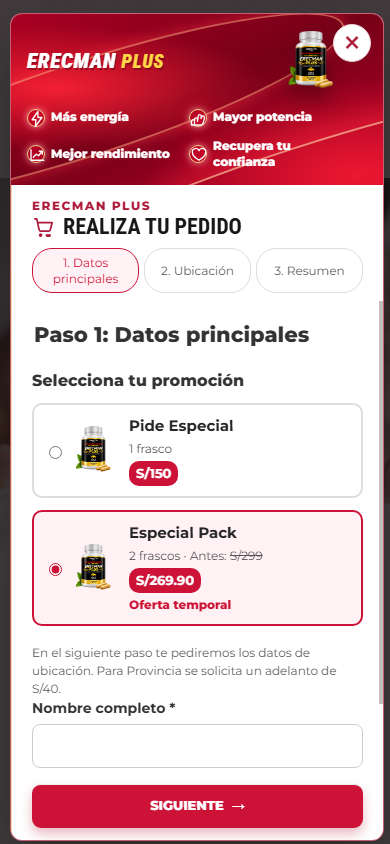 ERECMAN PLUS
Más energía
Mayor potencia
Mejor rendimiento
Recupera tu
confianza
ERECMAN PLUS
REALIZA TU PEDIDO
1. Datos
principales
2. Ubicación
3. Resumen
Paso 1: Datos principales
Selecciona tu promoción
Pide Especial
1 frasco
S/150
Especial Pack
2 frascos · Antes: S/299
S/269.90
Oferta temporal
En el siguiente paso te pediremos los datos de
ubicación. Para Provincia se solicita un adelanto de
S/40.
Nombre completo *
SIGUIENTE →